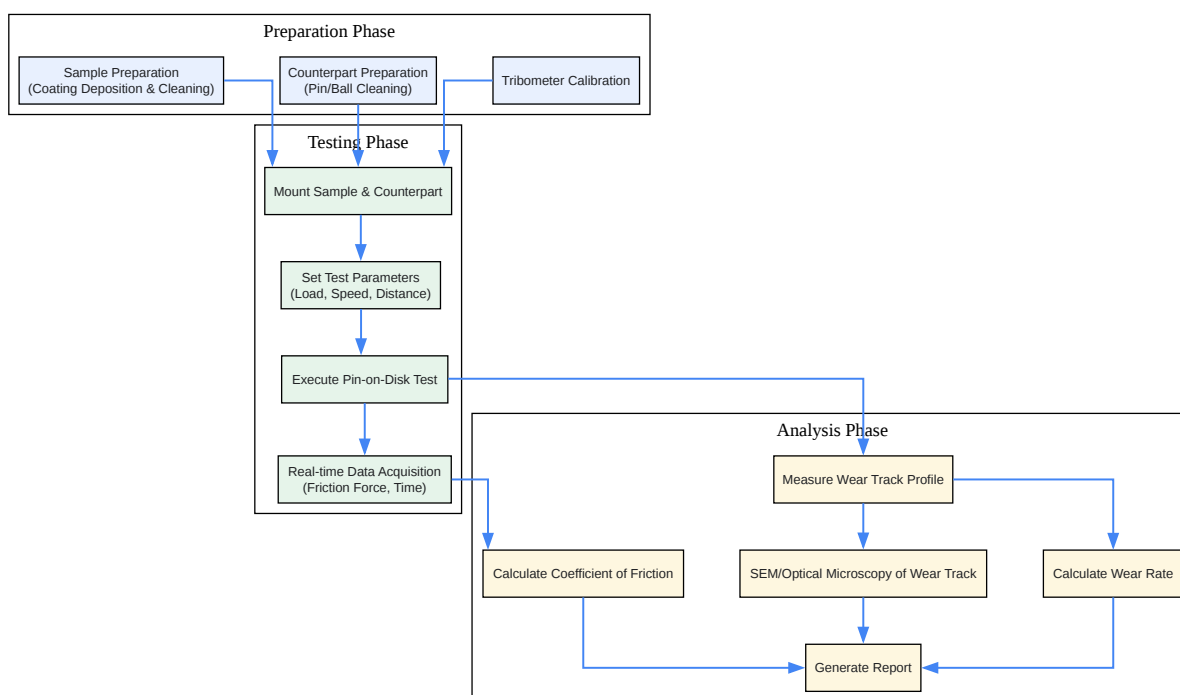 Preparation Phase
Sample Preparation
(Coating Deposition & Cleaning)
Counterpart Preparation
(Pin/Ball Cleaning)
Tribometer Calibration
Testing Phase
Mount Sample & Counterpart
Set Test Parameters
(Load, Speed, Distance)
Execute Pin-on-Disk Test
Real-time Data Acquisition
(Friction Force, Time)
Analysis Phase
Measure Wear Track Profile
Calculate Coefficient of Friction
SEM/Optical Microscopy of Wear Track
Calculate Wear Rate
Generate Report